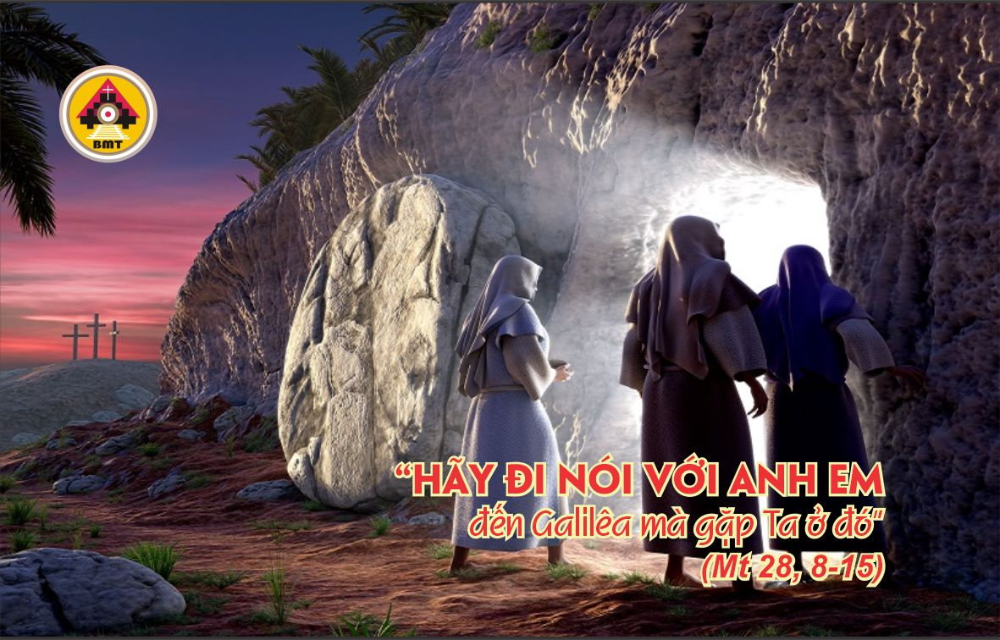 BMT
“HÃY ĐI NÓI VỚI ANH EM
đến Galilêa mà gặp Ta ở đó"
(Mt 28, 8-15)